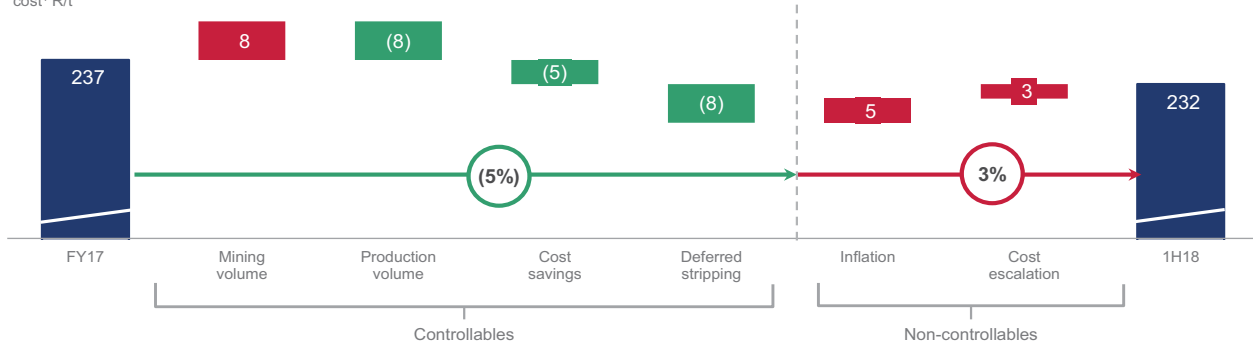 cost* R/t
237
8
(8)
(5)
(8)
5
3
232
(5%)
3%
FY17
Mining
volume
Production
volume
Cost
savings
Deferred
stripping
Inflation
Cost
escalation
1H18
Controllables
Non-controllables